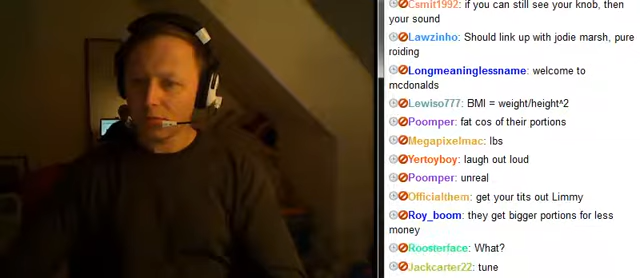 Csmit1992: if you can still see your knob, then
your sound
Lawzinho: Should link up with jodie marsh, pure
roiding
Longmeaninglessname: welcome to
mcdonalds
Lewiso777: BMI = weight/height^2
Poomper: fat cos of their portions
Megapixelmac: lbs
Yertoyboy: laugh out loud
Poomper: unreal
Officialthem: get your tits out Limmy
Roy_boom: they get bigger portions for less
money
Roosterface: What?
Jackcarter22: tune